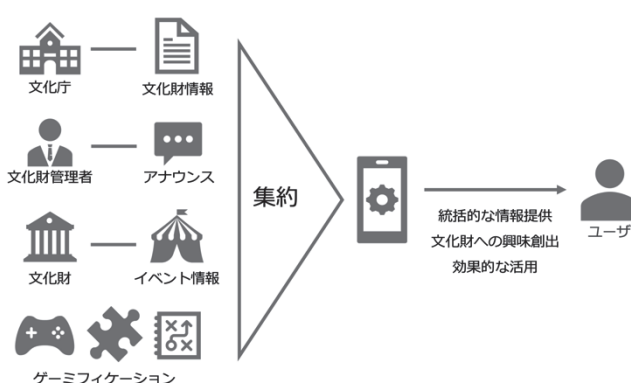 文化庁
文化財情報
文化財管理者
アナウンス
文化財
イベント情報
ゲーミフィケーション
集約
統括的な情報提供
文化財への興味創出
効果的な活用
ユーザ